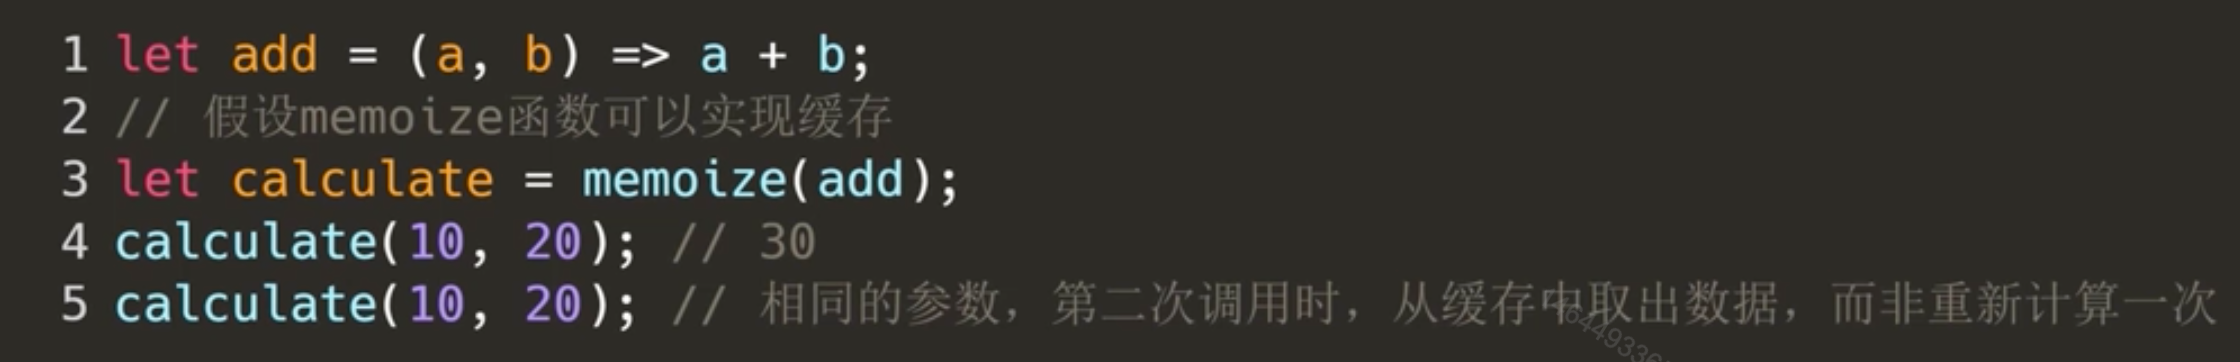 1 let add = (a, b) => a + b;
2 // 假设memoize函数可以实现缓存
3 let calculate = memoize(add);
4 calculate(10, 20); // 30
5 calculate(10, 20); // 相同的参数，第二次调用时，从缓存中取出数据，而非重新计算一次